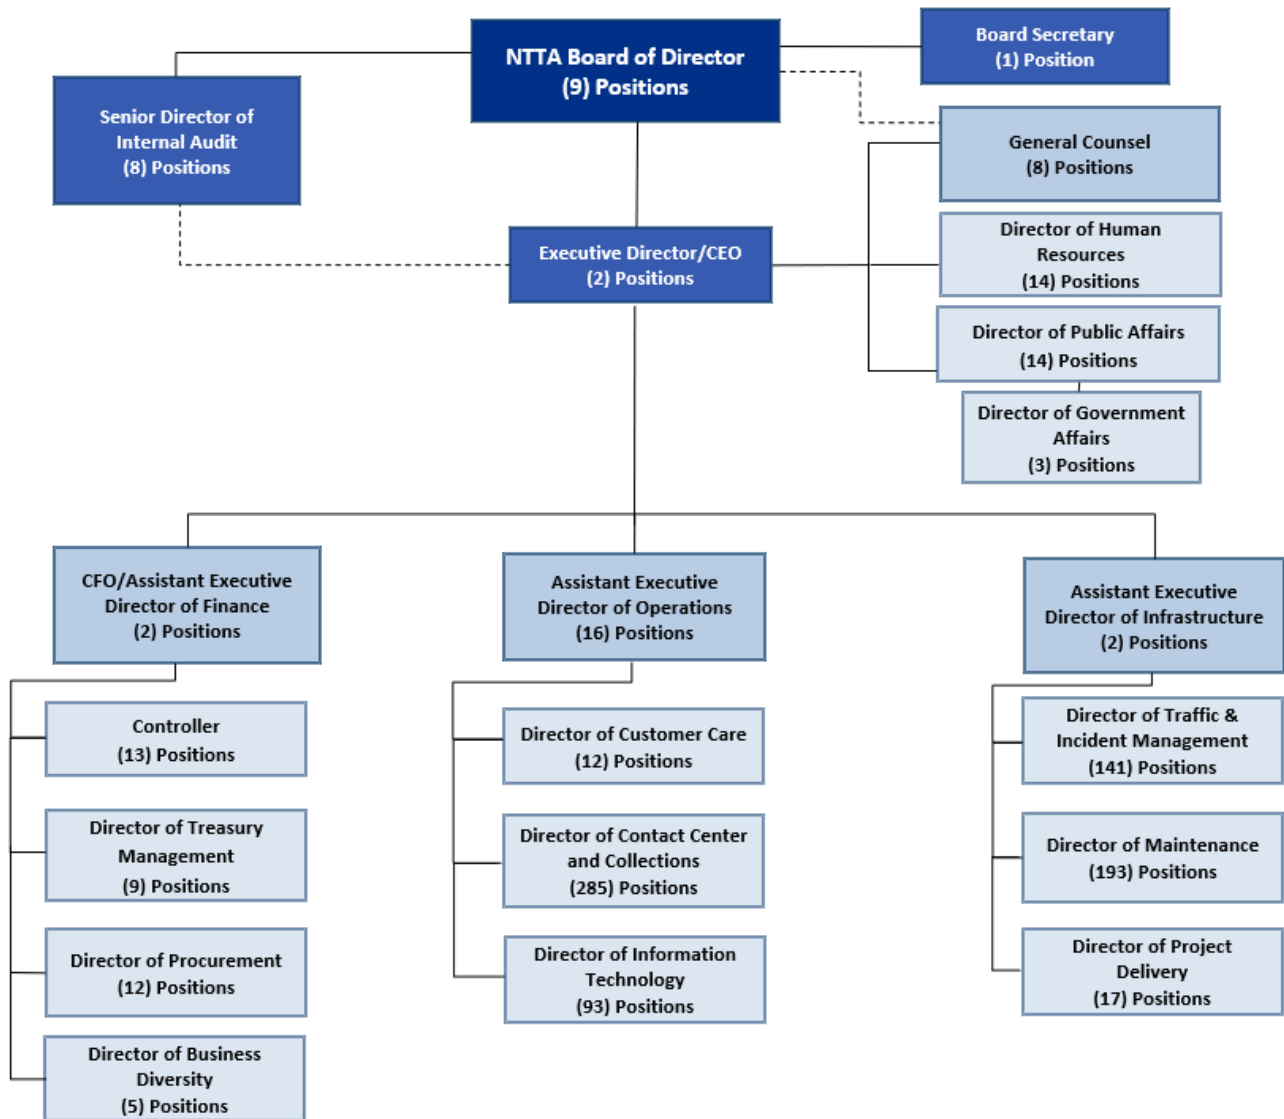 NTTA Board of Director
(9) Positions
Board Secretary
(1) Position
Senior Director of
Internal Audit
(8) Positions
General Counsel
(8) Positions
Executive Director/CEO
(2) Positions
Director of Human
Resources
(14) Positions
Director of Public Affairs
(14) Positions
Director of Government
Affairs
(3) Positions
CFO/Assistant Executive
Director of Finance
(2) Positions
Controller
(13) Positions
Director of Treasury
Management
(9) Positions
Director of Procurement
(12) Positions
Director of Business
Diversity
(5) Positions
Assistant Executive
Director of Operations
(16) Positions
Director of Customer Care
(12) Positions
Director of Contact Center
and Collections
(285) Positions
Director of Information
Technology
(93) Positions
Assistant Executive
Director of Infrastructure
(2) Positions
Director of Traffic &
Incident Management
(141) Positions
Director of Maintenance
(193) Positions
Director of Project
Delivery
(17) Positions